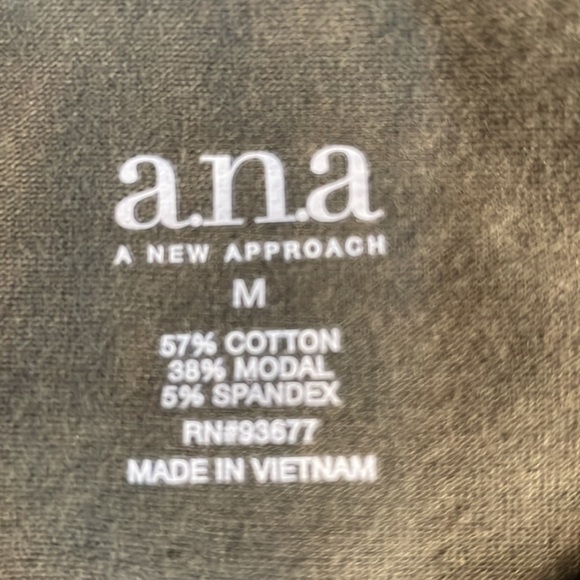 a.n.a
A NEW APPROACH
M
57% COTTON
38% MODAL
5% SPANDEX
RN#93677
MADE IN VIETNAM